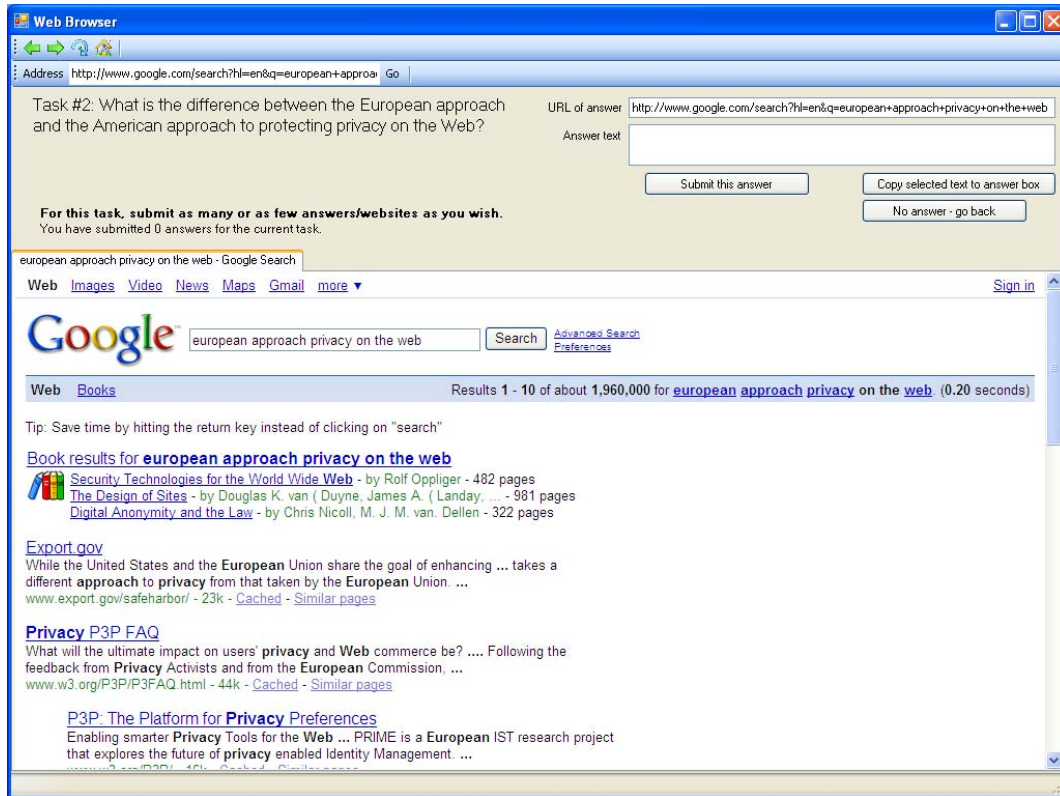 Web Browser
Address http://www.google.com/search?hl=en&q=european+approa Go
Task #2: What is the difference between the European approach
and the American approach to protecting privacy on the Web?
URL of answer http://www.google.com/search?hl=en&q=european+approach+privacy+on+the+web
Answer text
Submit this answer Copy selected text to answer box
No answer - go back
For this task, submit as many or as few answers/websites as you wish.
You have submitted 0 answers for the current task.
european approach privacy on the web - Google Search
Web Images Video News Maps Gmail more ▼ Sign in
Google™ european approach privacy on the web Search Advanced Search
Preferences
Web Books Results 1 - 10 of about 1,960,000 for european approach privacy on the web. (0.20 seconds)
Tip: Save time by hitting the return key instead of clicking on "search"
Book results for european approach privacy on the web
Security Technologies for the World Wide Web - by Rolf Oppliger - 482 pages
The Design of Sites - by Douglas K. van ( Duyne, James A. ( Landay, ... - 981 pages
Digital Anonymity and the Law - by Chris Nicoll, M. J. M. van. Dellen - 322 pages
Export.gov
While the United States and the European Union share the goal of enhancing ... takes a
different approach to privacy from that taken by the European Union. ...
www.export.gov/safeharbor/ - 23k - Cached - Similar pages
Privacy P3P FAQ
What will the ultimate impact on users' privacy and Web commerce be? .... Following the
feedback from Privacy Activists and from the European Commission, ...
www.w3.org/P3P/P3FAQ.html - 44k - Cached - Similar pages
P3P: The Platform for Privacy Preferences
Enabling smarter Privacy Tools for the Web ... PRIME is a European IST research project
that explores the future of privacy enabled Identity Management. ...